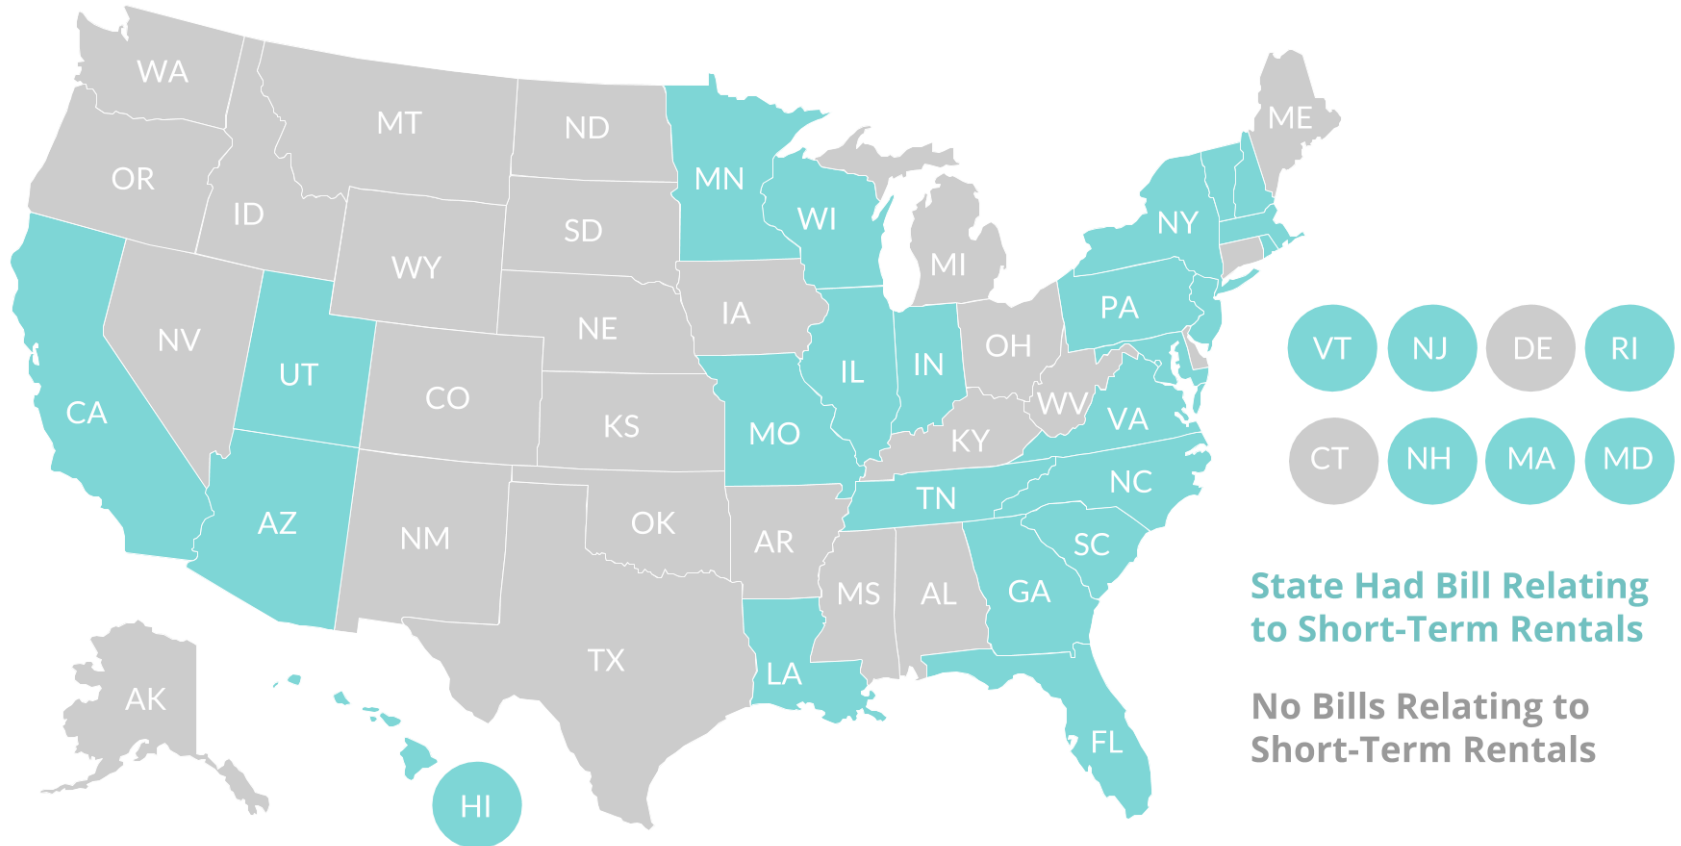 WA
MT
ND
MN
ME
OR
ID
SD
WI
NY
WY
MI
NV
NE
IA
PA
UT
CO
IL
IN
OH
CA
KS
MO
WV
VA
KY
AZ
NM
OK
AR
TN
NC
SC
MS
AL
GA
TX
LA
AK
FL
HI
VT NJ DE RI
CT NH MA MD
State Had Bill Relating
to Short-Term Rentals
No Bills Relating to
Short-Term Rentals